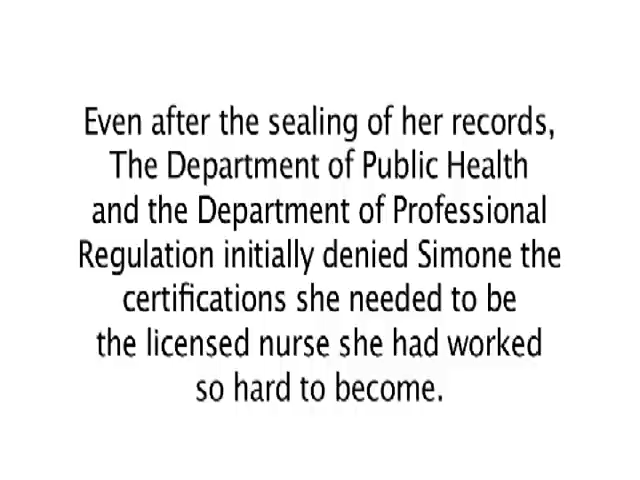 Even after the sealing of her records,
The Department of Public Health
and the Department of Professional
Regulation initially denied Simone the
certifications she needed to be
the licensed nurse she had worked
so hard to become.